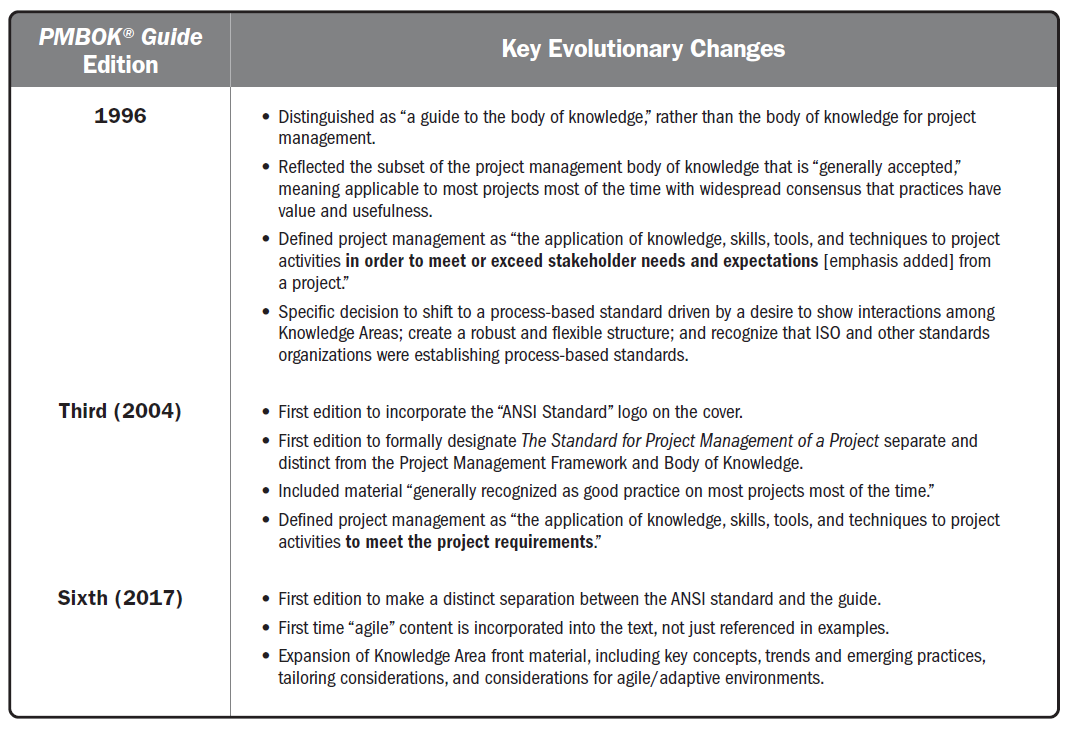 PMBOK® Guide
Edition
Key Evolutionary Changes
1996
• Distinguished as “a guide to the body of knowledge,” rather than the body of knowledge for project
management.
• Reflected the subset of the project management body of knowledge that is “generally accepted,”
meaning applicable to most projects most of the time with widespread consensus that practices have
value and usefulness.
• Defined project management as “the application of knowledge, skills, tools, and techniques to project
activities in order to meet or exceed stakeholder needs and expectations [emphasis added] from
a project.”
• Specific decision to shift to a process-based standard driven by a desire to show interactions among
Knowledge Areas; create a robust and flexible structure; and recognize that ISO and other standards
organizations were establishing process-based standards.
Third (2004)
• First edition to incorporate the “ANSI Standard” logo on the cover.
• First edition to formally designate The Standard for Project Management of a Project separate and
distinct from the Project Management Framework and Body of Knowledge.
• Included material “generally recognized as good practice on most projects most of the time.”
• Defined project management as “the application of knowledge, skills, tools, and techniques to project
activities to meet the project requirements.”
Sixth (2017)
• First edition to make a distinct separation between the ANSI standard and the guide.
• First time “agile” content is incorporated into the text, not just referenced in examples.
• Expansion of Knowledge Area front material, including key concepts, trends and emerging practices,
tailoring considerations, and considerations for agile/adaptive environments.